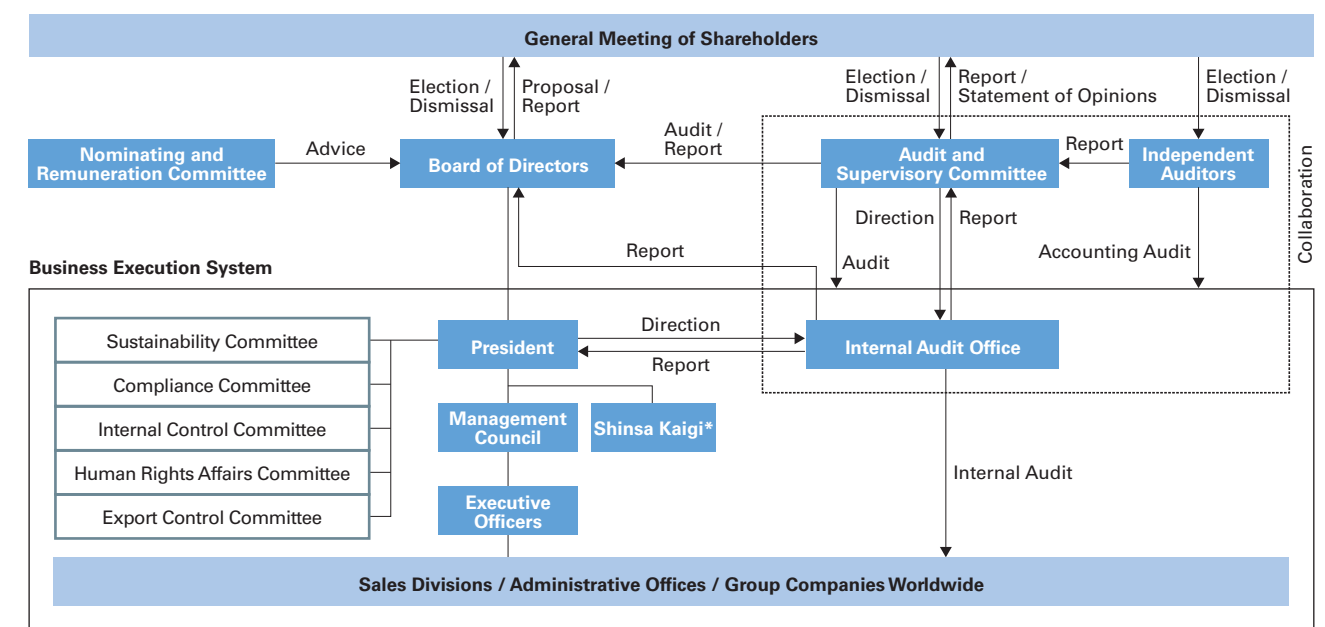 General Meeting of Shareholders
Election /
Dismissal
Proposal /
Report
Election /
Dismissal
Report /
Statement of Opinions
Election /
Dismissal
Nominating and
Remuneration Committee
Advice
Board of Directors
Audit /
Report
Audit and
Supervisory Committee
Report
Independent
Auditors
Collaboration
Direction
Report
Report
Audit
Accounting Audit
Business Execution System
Sustainability Committee
Compliance Committee
Internal Control Committee
Human Rights Affairs Committee
Export Control Committee
President
Direction
Report
Internal Audit Office
Management
Council
Shinsa Kaigi*
Executive
Officers
Internal Audit
Sales Divisions / Administrative Offices / Group Companies Worldwide